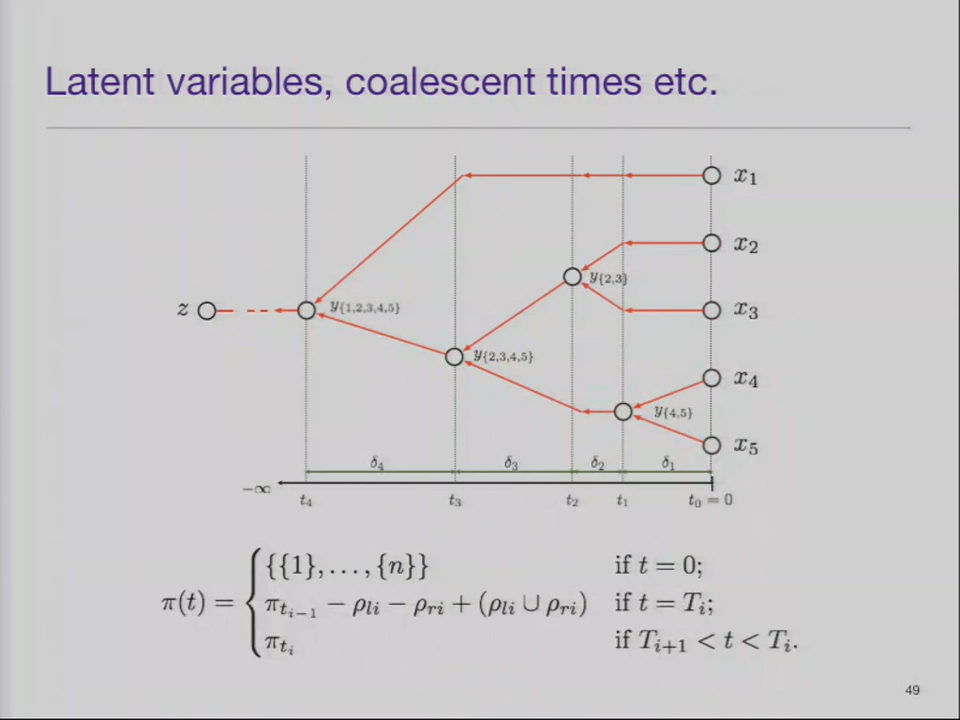 Latent variables, coalescent times etc.
x₁
x₂
y{2,3}
z
y{1,2,3,4,5}
x₃
y{2,3,4,5}
x₄
y{4,5}
x₅
δ₄ δ₃ δ₂ δ₁
−∞
t₄ t₃ t₂ t₁ t₀ = 0
{{1}, . . . , {n}} if t = 0;
π(t) = { π_{t_{i−1}} − ρ_{li} − ρ_{ri} + (ρ_{li} ∪ ρ_{ri}) if t = T_i;
π_{t_i} if T_{i+1} < t < T_i.
49